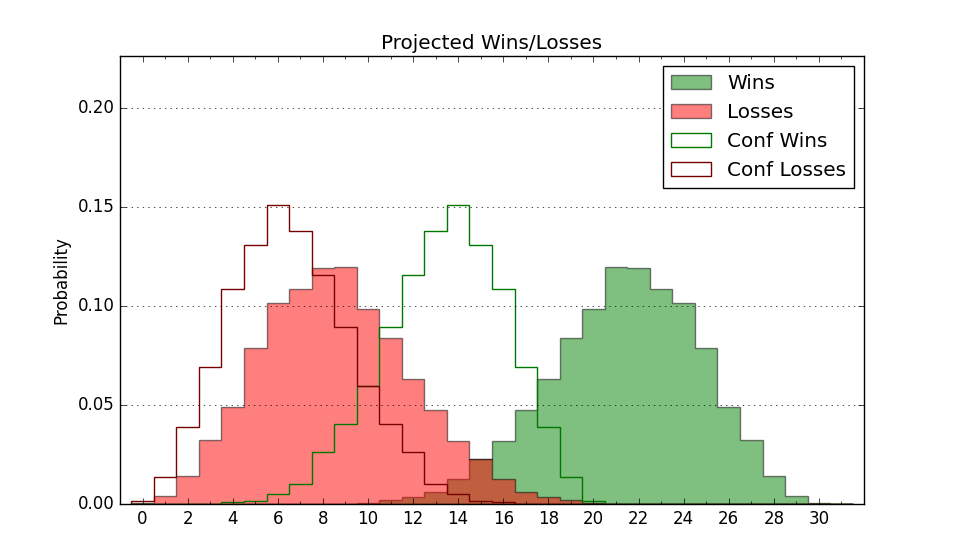 Projected Wins/Losses
Wins
Losses
Conf Wins
Conf Losses
Probability
0.20
0.15
0.10
0.05
0.00
0 2 4 6 8 10 12 14 16 18 20 22 24 26 28 30